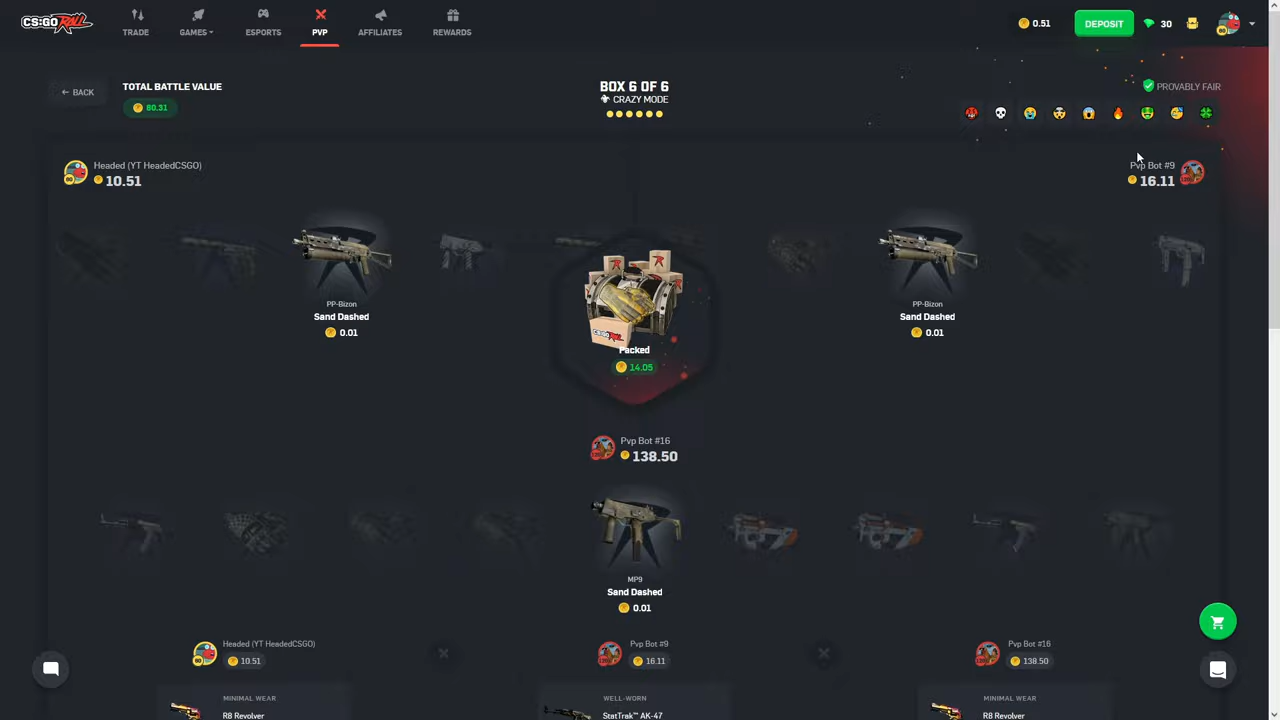 CS:GO ROLL
TRADE
GAMES
ESPORTS
PVP
AFFILIATES
REWARDS
0.51
DEPOSIT
30
80
BACK
TOTAL BATTLE VALUE
80.31
BOX 6 OF 6
CRAZY MODE
PROVABLY FAIR
Headed (YT HeadedCSGO)
10.51
Pvp Bot #9
16.11
PP-Bizon
Sand Dashed
0.01
CS:GO ROLL
Packed
14.05
PP-Bizon
Sand Dashed
0.01
Pvp Bot #16
138.50
MP9
Sand Dashed
0.01
Headed (YT HeadedCSGO)
10.51
Pvp Bot #9
16.11
Pvp Bot #16
138.50
MINIMAL WEAR
R8 Revolver
WELL-WORN
StatTrak™ AK-47
MINIMAL WEAR
R8 Revolver